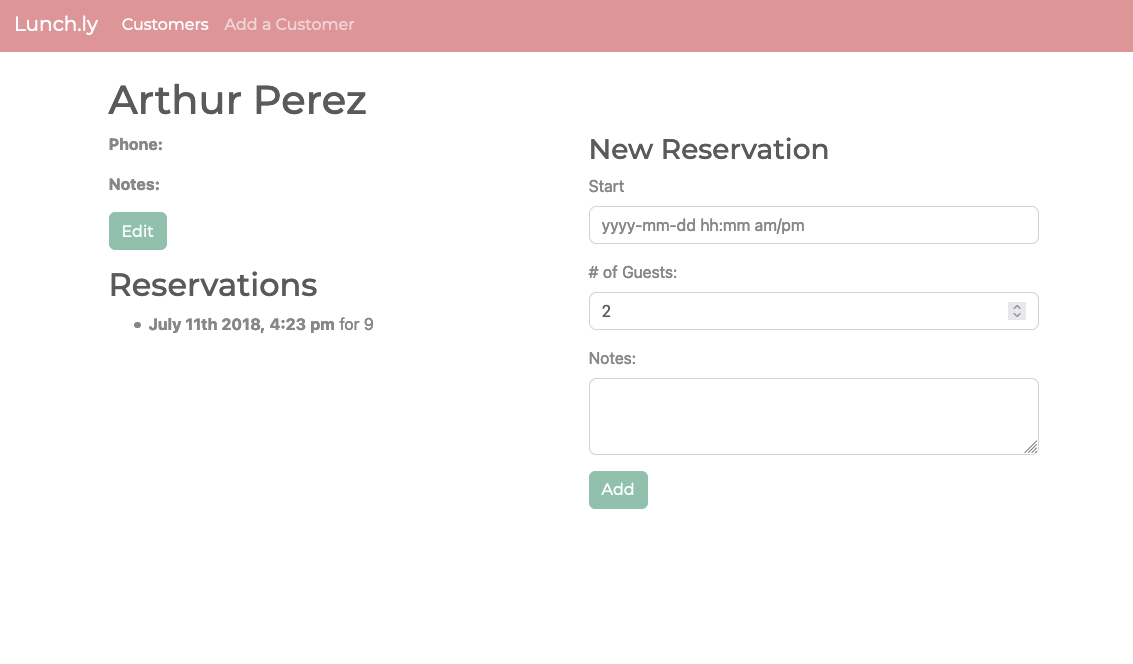 Lunch.ly Customers Add a Customer
Arthur Perez
Phone:
Notes:
Edit
Reservations
July 11th 2018, 4:23 pm for 9
New Reservation
Start
yyyy-mm-dd hh:mm am/pm
# of Guests:
2
Notes:
Add